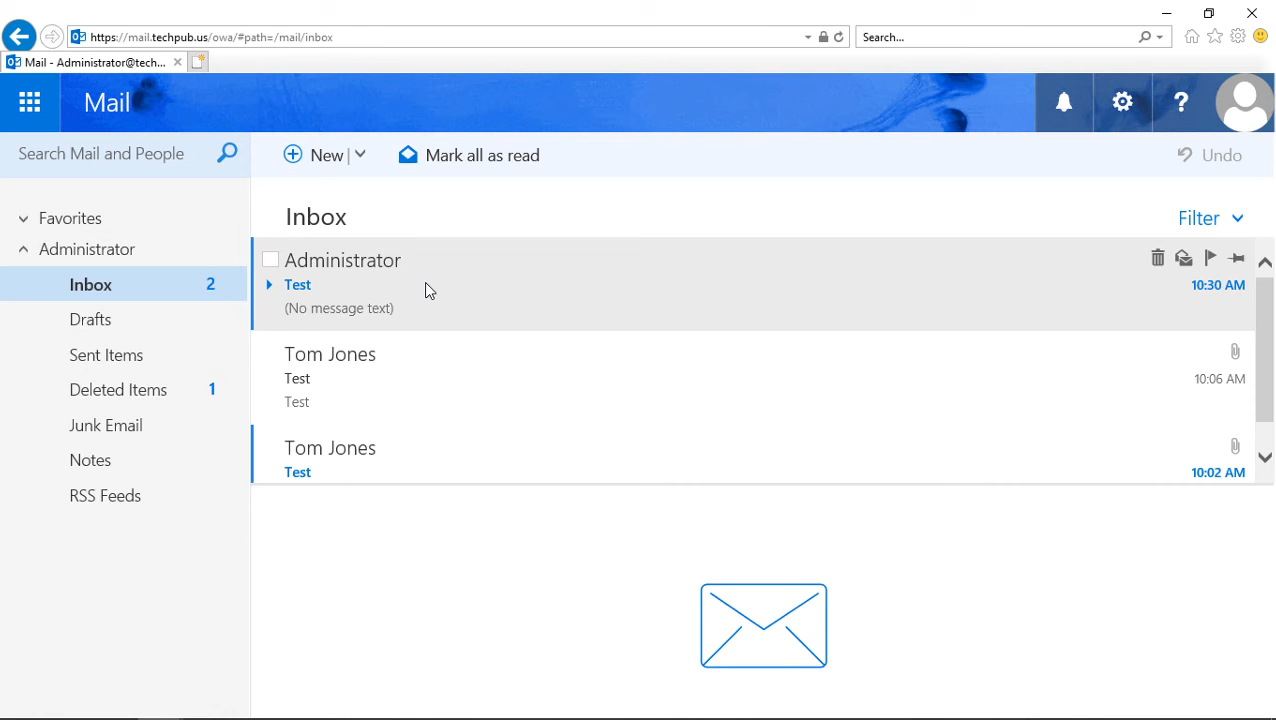 https://mail.techpub.us/owa/#path=/mail/inbox
Search...
Mail - Administrator@tech...
Mail
?
Search Mail and People
New
Mark all as read
Undo
Favorites
Administrator
Inbox 2
Drafts
Sent Items
Deleted Items 1
Junk Email
Notes
RSS Feeds
Inbox
Filter
Administrator
Test 10:30 AM
(No message text)
Tom Jones
Test 10:06 AM
Test
Tom Jones
Test 10:02 AM